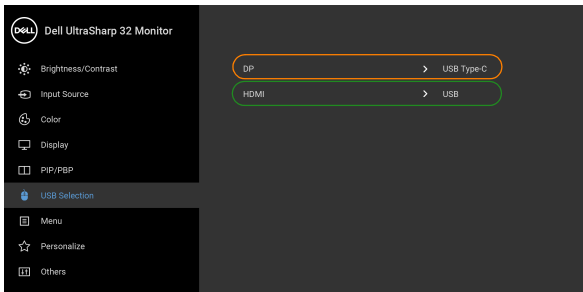 DELL
Dell UltraSharp 32 Monitor
Brightness/Contrast
DP > USB Type-C
Input Source
HDMI > USB
Color
Display
PIP/PBP
USB Selection
Menu
Personalize
Others